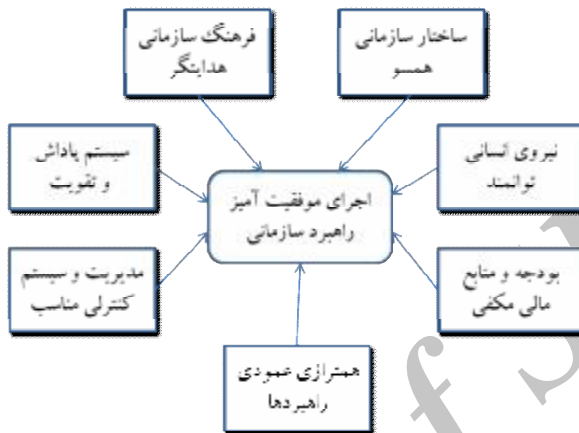 ساختار سازمانی
همسو
فرهنگ سازمانی
هدایتگر
نیروی انسانی
توانمند
سیستم پاداش
و تقویت
اجرای موفقیت آمیز
راهبرد سازمانی
بودجه و منابع
مالی مکفی
مدیریت و سیستم
کنترلی مناسب
همترازی عمودی
راهبردها